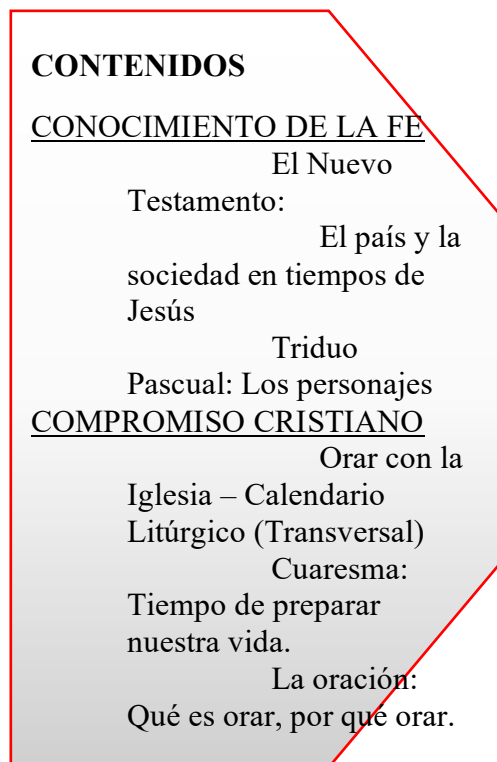 CONTENIDOS
CONOCIMIENTO DE LA FE
El Nuevo
Testamento:
El país y la
sociedad en tiempos de
Jesús
Triduo
Pascual: Los personajes
COMPROMISO CRISTIANO
Orar con la
Iglesia – Calendario
Litúrgico (Transversal)
Cuaresma:
Tiempo de preparar
nuestra vida.
La oración:
Qué es orar, por qué orar.